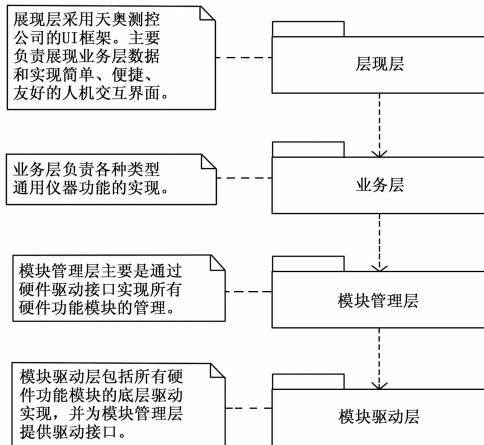 展现层采用天奥测控
公司的UI框架。主要
负责展现业务层数据
和实现简单、便捷、
友好的人机交互界面。
层现层
业务层负责各种类型
通用仪器功能的实现。
业务层
模块管理层主要是通过
硬件驱动接口实现所有
硬件功能模块的管理。
模块管理层
模块驱动层包括所有硬
件功能模块的底层驱动
实现，并为模块管理层
提供驱动接口。
模块驱动层